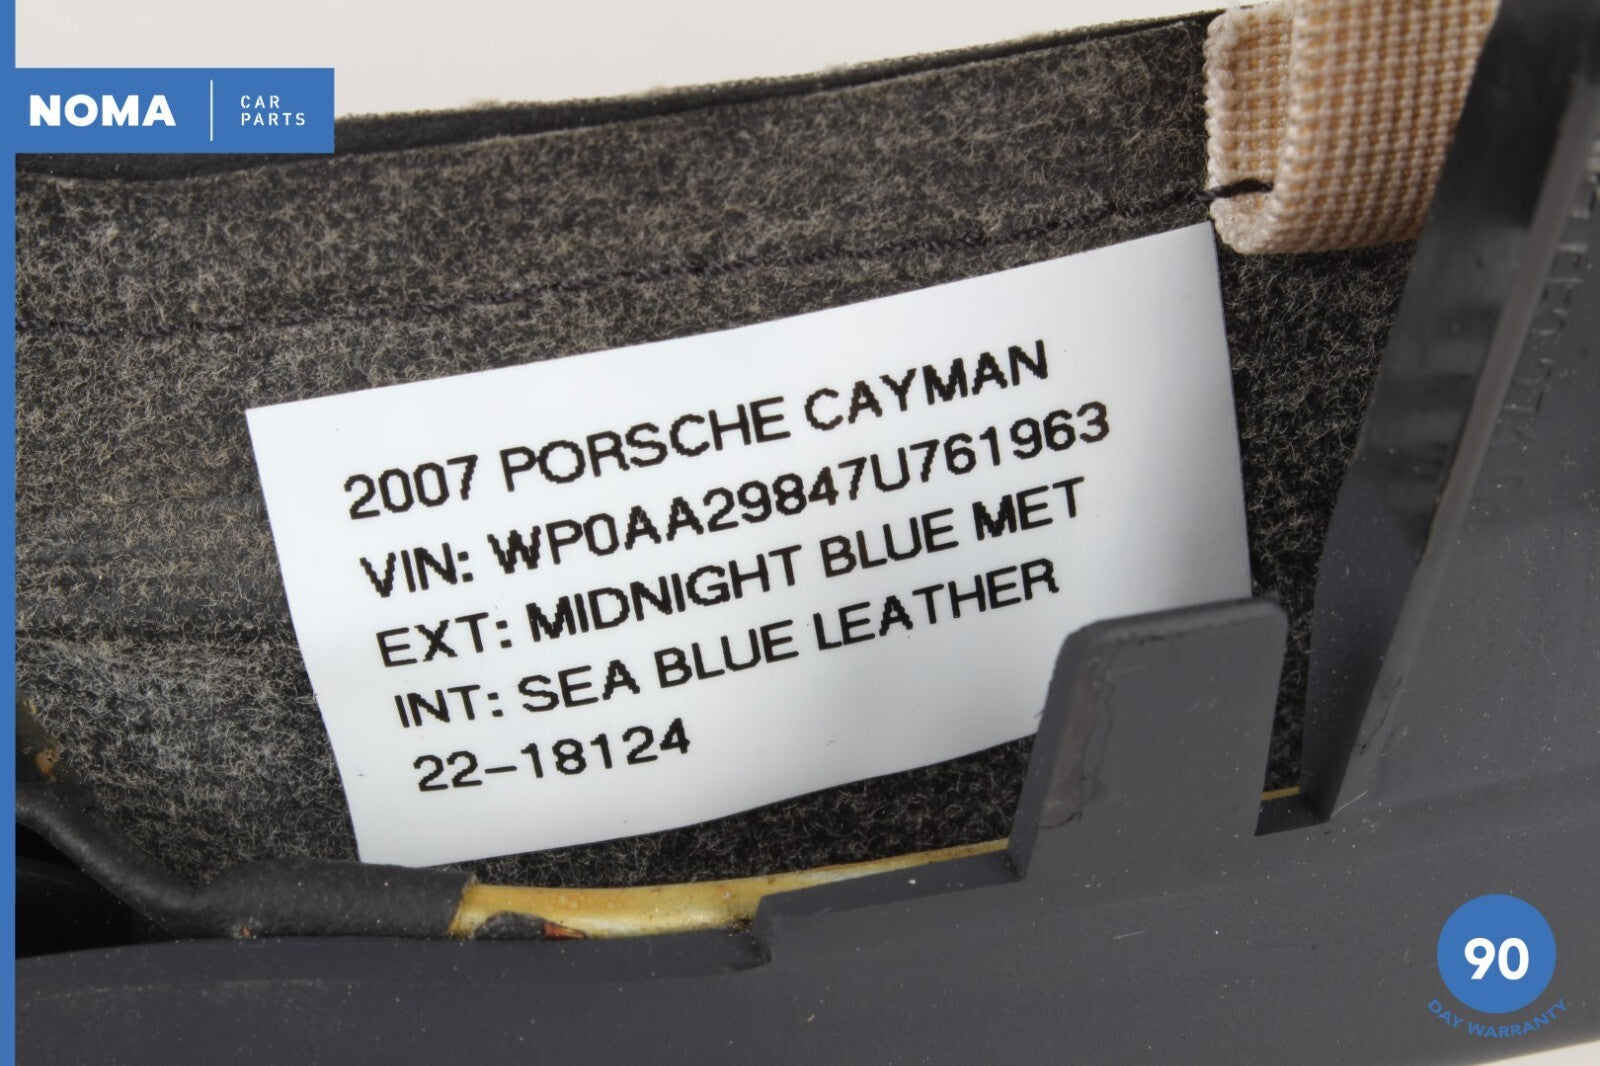 NOMA
CAR
PARTS
2007 PORSCHE CAYMAN
VIN: WP0AA29847U761963
EXT: MIDNIGHT BLUE MET
INT: SEA BLUE LEATHER
22-18124
90
DAY WARRANTY